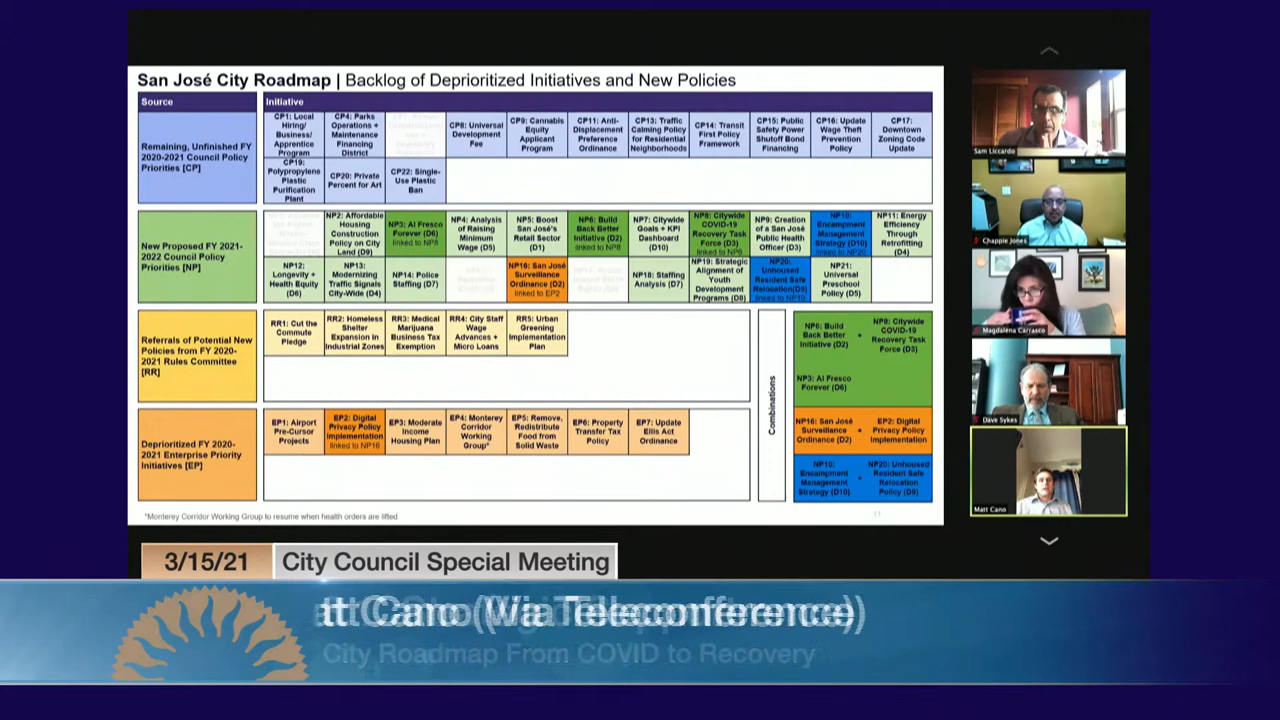 San José City Roadmap | Backlog of Deprioritized Initiatives and New Policies
Source
Initiative
Remaining, Unfinished FY
2020-2021 Council Policy
Priorities [CP]
CP1: Local
Hiring/
Business/
Apprentice
Program
CP4: Parks
Operations +
Maintenance
Financing
District
CP8: Universal
Development
Fee
CP9: Cannabis
Equity
Applicant
Program
CP11: Anti-
Displacement
Preference
Ordinance
CP13: Traffic
Calming Policy
for Residential
Neighborhoods
CP14: Transit
First Policy
Framework
CP15: Public
Safety Power
Shutoff Bond
Financing
CP16: Update
Wage Theft
Prevention
Policy
CP17:
Downtown
Zoning Code
Update
CP19:
Polypropylene
Plastic
Purification
Plant
CP20: Private
Percent for Art
CP22: Single-
Use Plastic
Ban
New Proposed FY 2021-
2022 Council Policy
Priorities [NP]
NP2: Affordable
Housing
Construction
Policy on City
Land (D9)
NP3: Al Fresco
Forever (D6)
linked to NP8
NP4: Analysis
of Raising
Minimum
Wage (D5)
NP5: Boost
San José's
Retail Sector
(D1)
NP6: Build
Back Better
Initiative (D2)
linked to NP8
NP7: Citywide
Goals + KPI
Dashboard
(D10)
NP8: Citywide
COVID-19
Recovery Task
Force (D3)
linked to NP6
NP9: Creation
of a San José
Public Health
Officer (D3)
NP10:
Encampment
Management
Strategy (D10)
linked to NP20
NP11: Energy
Efficiency
Through
Retrofitting
(D4)
NP12:
Longevity +
Health Equity
(D6)
NP13:
Modernizing
Traffic Signals
City-Wide (D4)
NP14: Police
Staffing (D7)
NP16: San José
Surveillance
Ordinance (D2)
linked to EP2
NP18: Staffing
Analysis (D7)
NP19: Strategic
Alignment of
Youth
Development
Programs (D8)
NP20:
Unhoused
Resident Safe
Relocation(D9)
linked to NP10
NP21:
Universal
Preschool
Policy (D5)
Referrals of Potential New
Policies from FY 2020-
2021 Rules Committee
[RR]
RR1: Cut the
Commute
Pledge
RR2: Homeless
Shelter
Expansion in
Industrial Zones
RR3: Medical
Marijuana
Business Tax
Exemption
RR4: City Staff
Wage
Advances +
Micro Loans
RR5: Urban
Greening
Implementation
Plan
Deprioritized FY 2020-
2021 Enterprise Priority
Initiatives [EP]
EP1: Airport
Pre-Cursor
Projects
EP2: Digital
Privacy Policy
Implementation
linked to NP16
EP3: Moderate
Income
Housing Plan
EP4: Monterey
Corridor
Working
Group*
EP5: Remove,
Redistribute
Food from
Solid Waste
EP6: Property
Transfer Tax
Policy
EP7: Update
Ellis Act
Ordinance
Combinations
NP6: Build
Back Better
Initiative (D2)
+
NP8: Citywide
COVID-19
Recovery Task
Force (D3)
NP3: Al Fresco
Forever (D6)
NP16: San José
Surveillance
Ordinance (D2)
+
EP2: Digital
Privacy Policy
Implementation
NP10:
Encampment
Management
Strategy (D10)
+
NP20: Unhoused
Resident Safe
Relocation
Policy (D9)
*Monterey Corridor Working Group to resume when health orders are lifted
11
Sam Liccardo
Chappie Jones
Magdalena Carrasco
Dave Sykes
Matt Cano
3/15/21
City Council Special Meeting
att Cano (Via Teleconference)
City Roadmap From COVID to Recovery